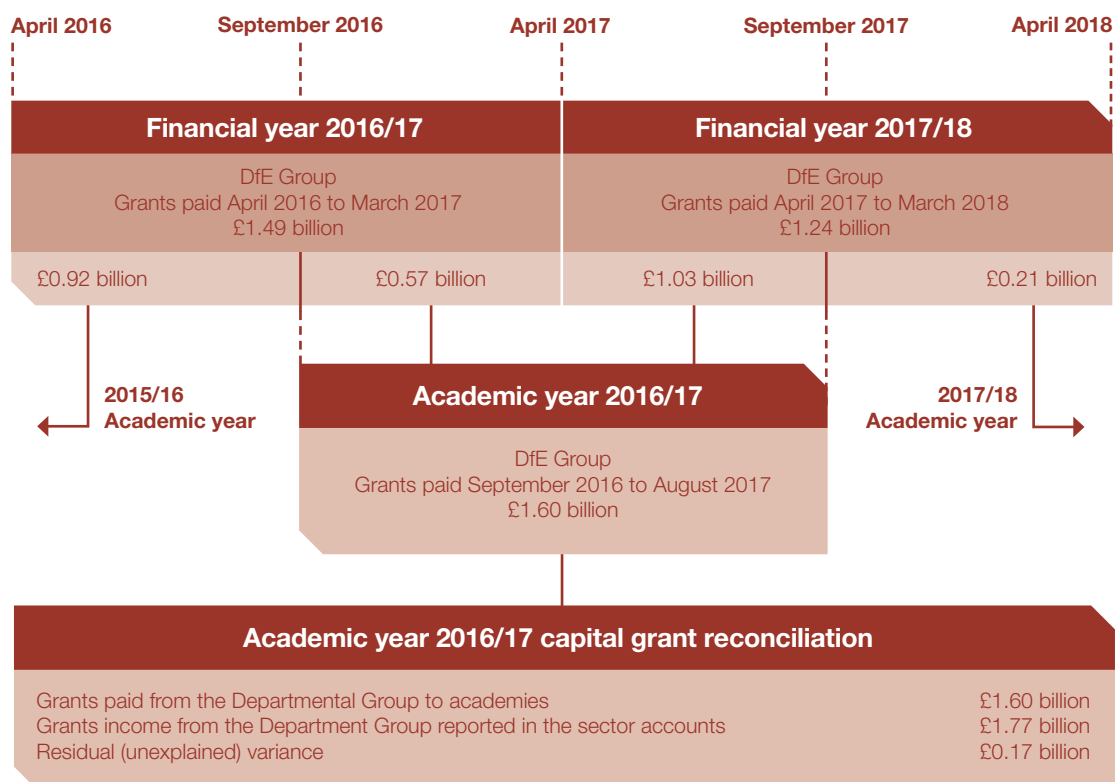 April 2016
September 2016
April 2017
September 2017
April 2018
Financial year 2016/17
Financial year 2017/18
DfE Group
Grants paid April 2016 to March 2017
£1.49 billion
DfE Group
Grants paid April 2017 to March 2018
£1.24 billion
£0.92 billion
£0.57 billion
£1.03 billion
£0.21 billion
2015/16
Academic year
Academic year 2016/17
2017/18
Academic year
DfE Group
Grants paid September 2016 to August 2017
£1.60 billion
Academic year 2016/17 capital grant reconciliation
Grants paid from the Departmental Group to academies £1.60 billion
Grants income from the Department Group reported in the sector accounts £1.77 billion
Residual (unexplained) variance £0.17 billion